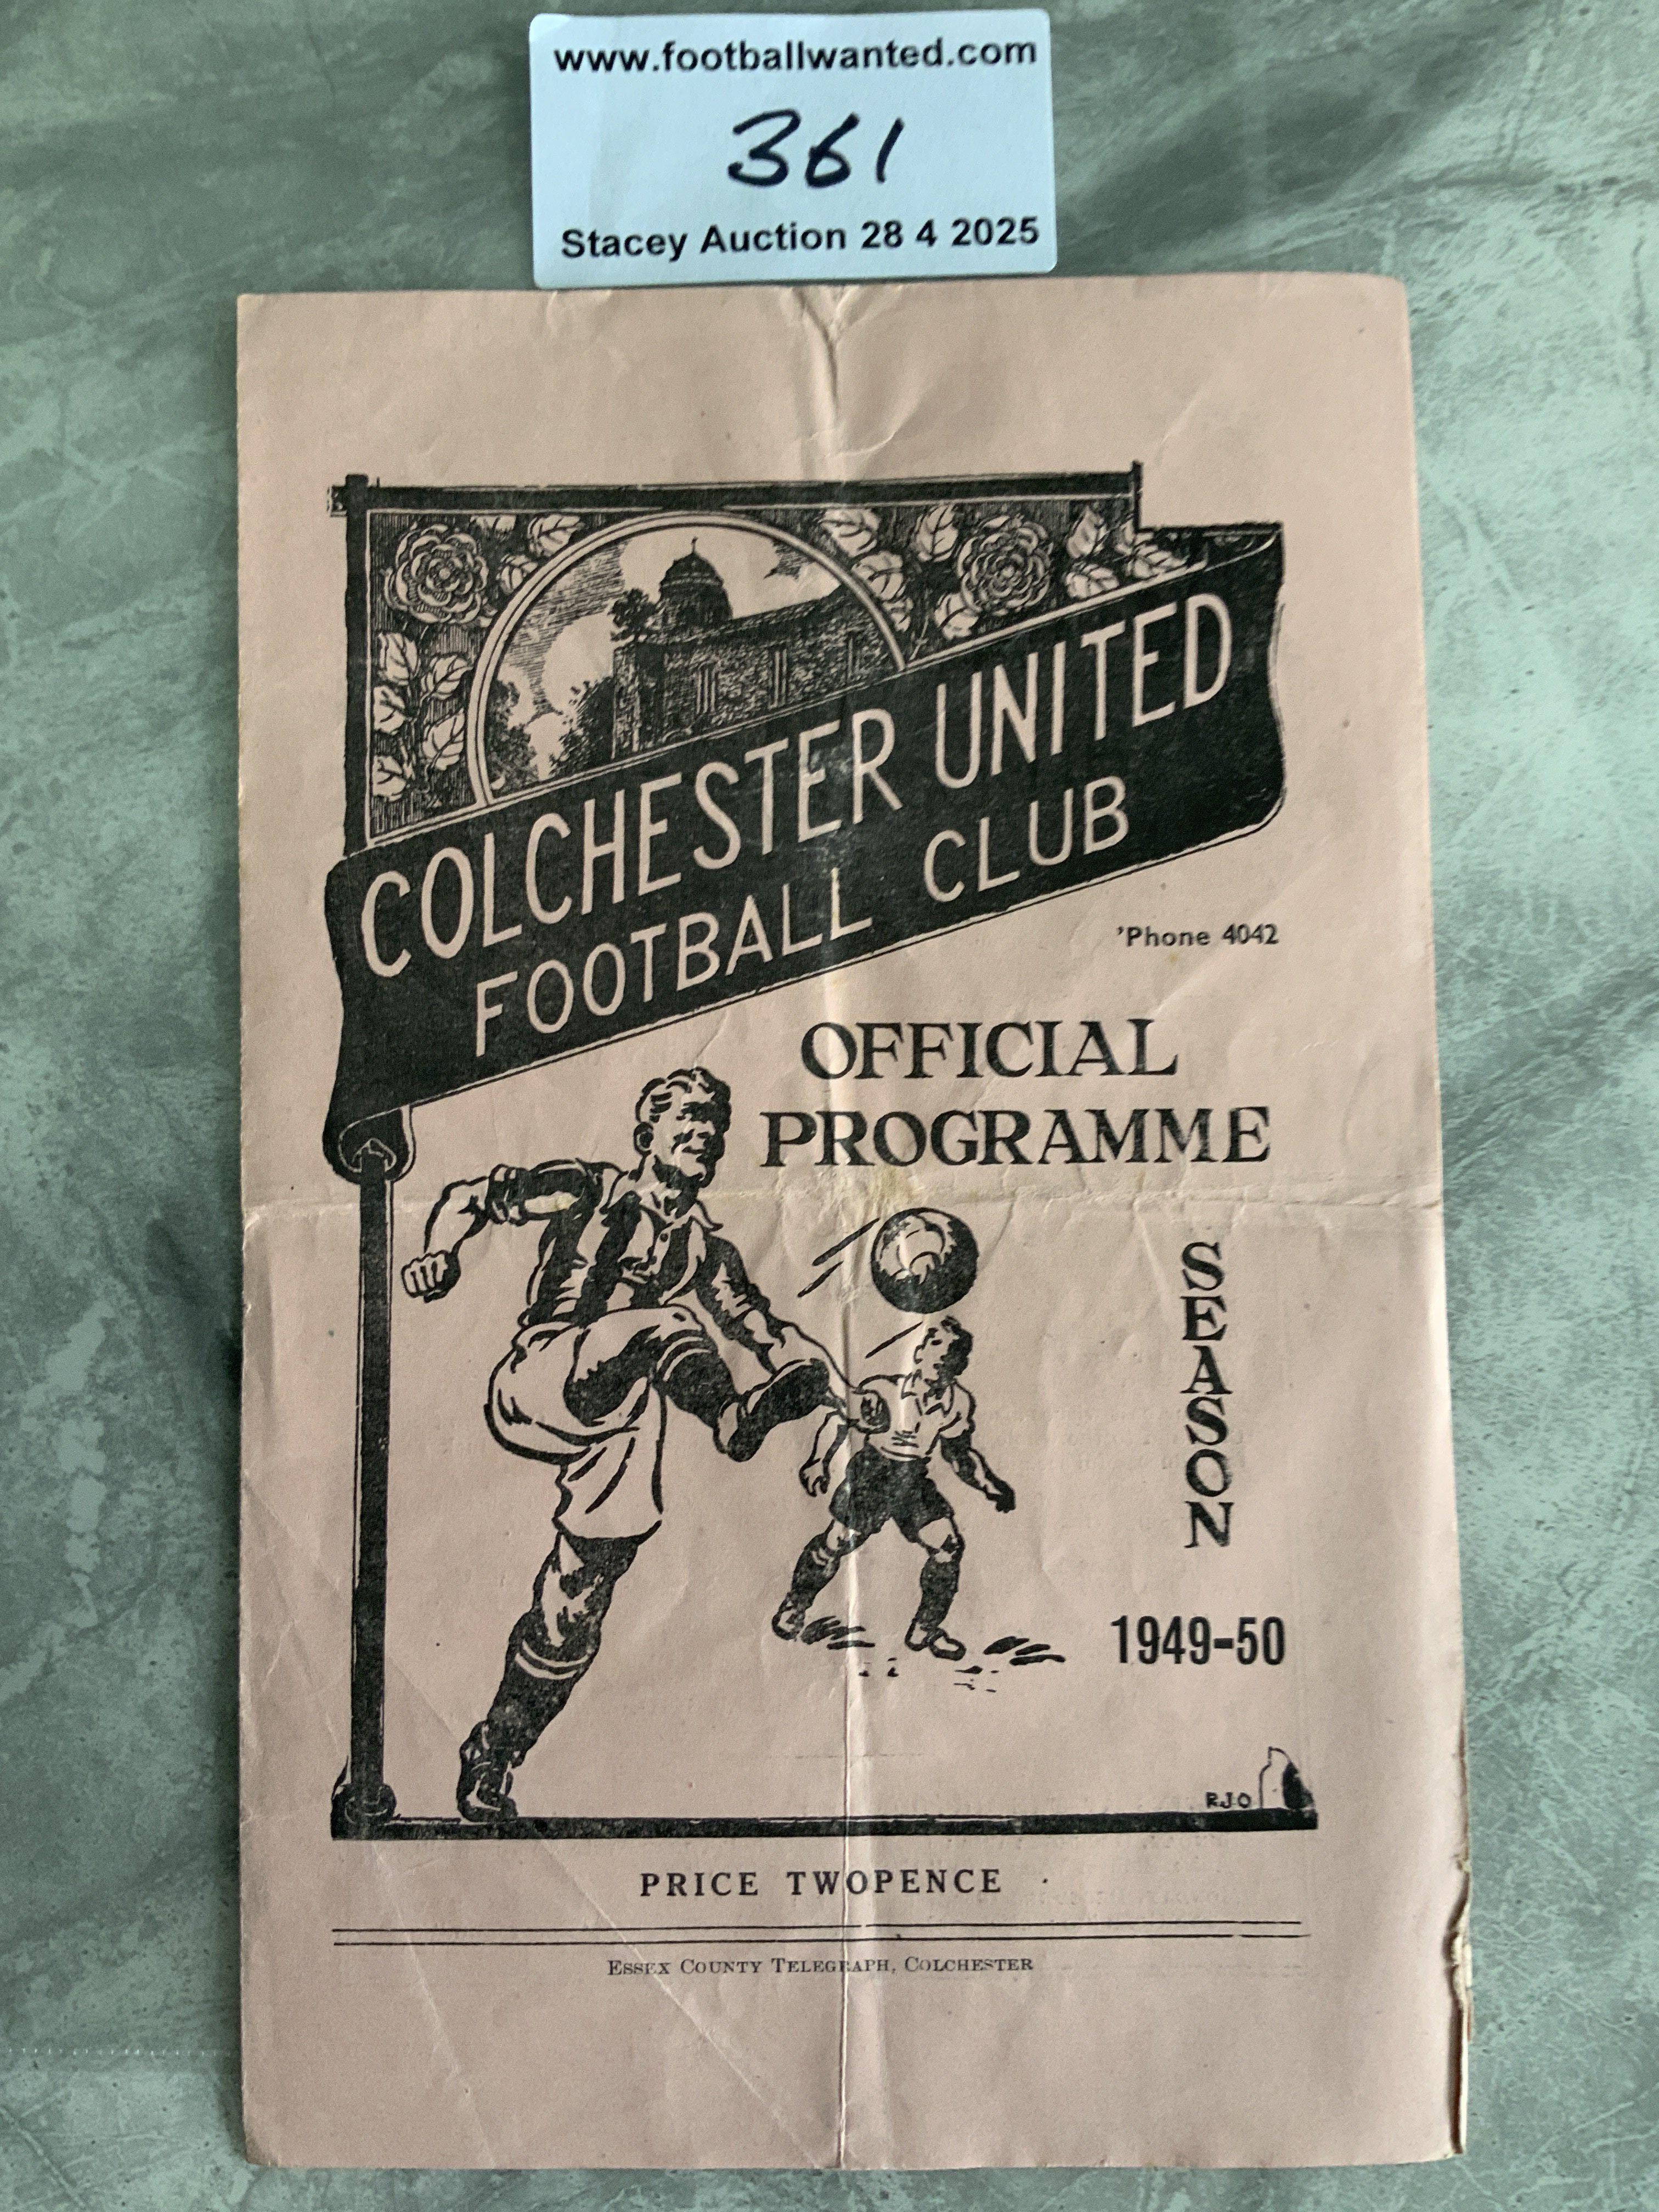 www.footballwanted.com
361
Stacey Auction 28 4 2025
COLCHESTER UNITED
FOOTBALL CLUB
'Phone 4042
OFFICIAL
PROGRAMME
SEASON
1949-50
RJO
PRICE TWOPENCE
ESSEX COUNTY TELEGRAPH, COLCHESTER